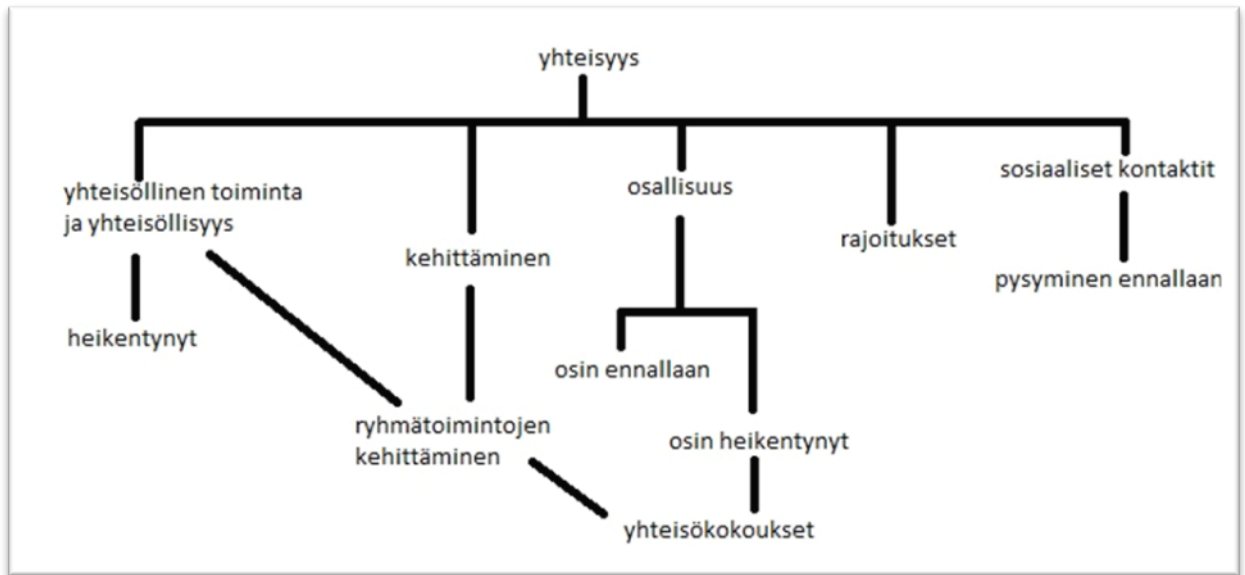 yhteisyys
yhteisöllinen toiminta
ja yhteisöllisyys
kehittäminen
osallisuus
rajoitukset
sosiaaliset kontaktit
pysyminen ennallaan
heikentynyt
osin ennallaan
ryhmätoimintojen
kehittäminen
osin heikentynyt
yhteisökokoukset